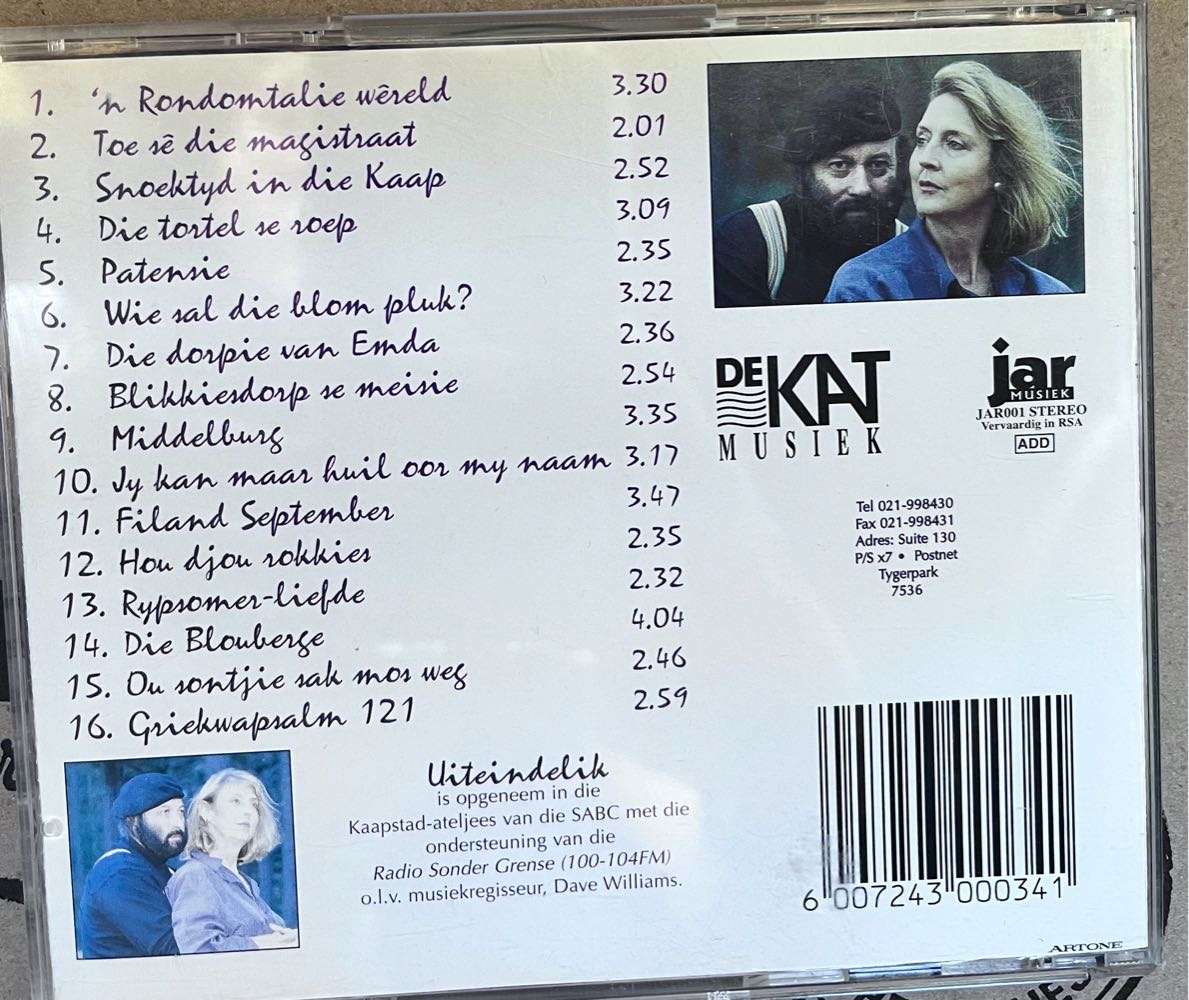 1. 'n Rondomtalie wêreld 3.30
2. Toe sê die magistraat 2.01
3. Snoektyd in die Kaap 2.52
4. Die tortel se roep 3.09
5. Patensie 2.35
6. Wie sal die blom pluk? 3.22
7. Die dorpie van Emda 2.36
8. Blikkiesdorp se meisie 2.54
9. Middelburg 3.35
10. Jy kan maar huil oor my naam 3.17
11. Filand September 3.47
12. Hou djou rokkies 2.35
13. Rypsomer-liefde 2.32
14. Die Blouberge 4.04
15. Ou sontjie sak mos weg 2.46
16. Griekwapsalm 121 2.59
DE KAT
MUSIEK
jar
MUSIEK
JAR001 STEREO
Vervaardig in RSA
ADD
Tel 021-998430
Fax 021-998431
Adres: Suite 130
P/S x7 • Postnet
Tygerpark
7536
Uiteindelik
is opgeneem in die
Kaapstad-ateljees van die SABC met die
ondersteuning van die
Radio Sonder Grense (100-104FM)
o.l.v. musiekregisseur, Dave Williams.
6 007243 000341
ARTONE